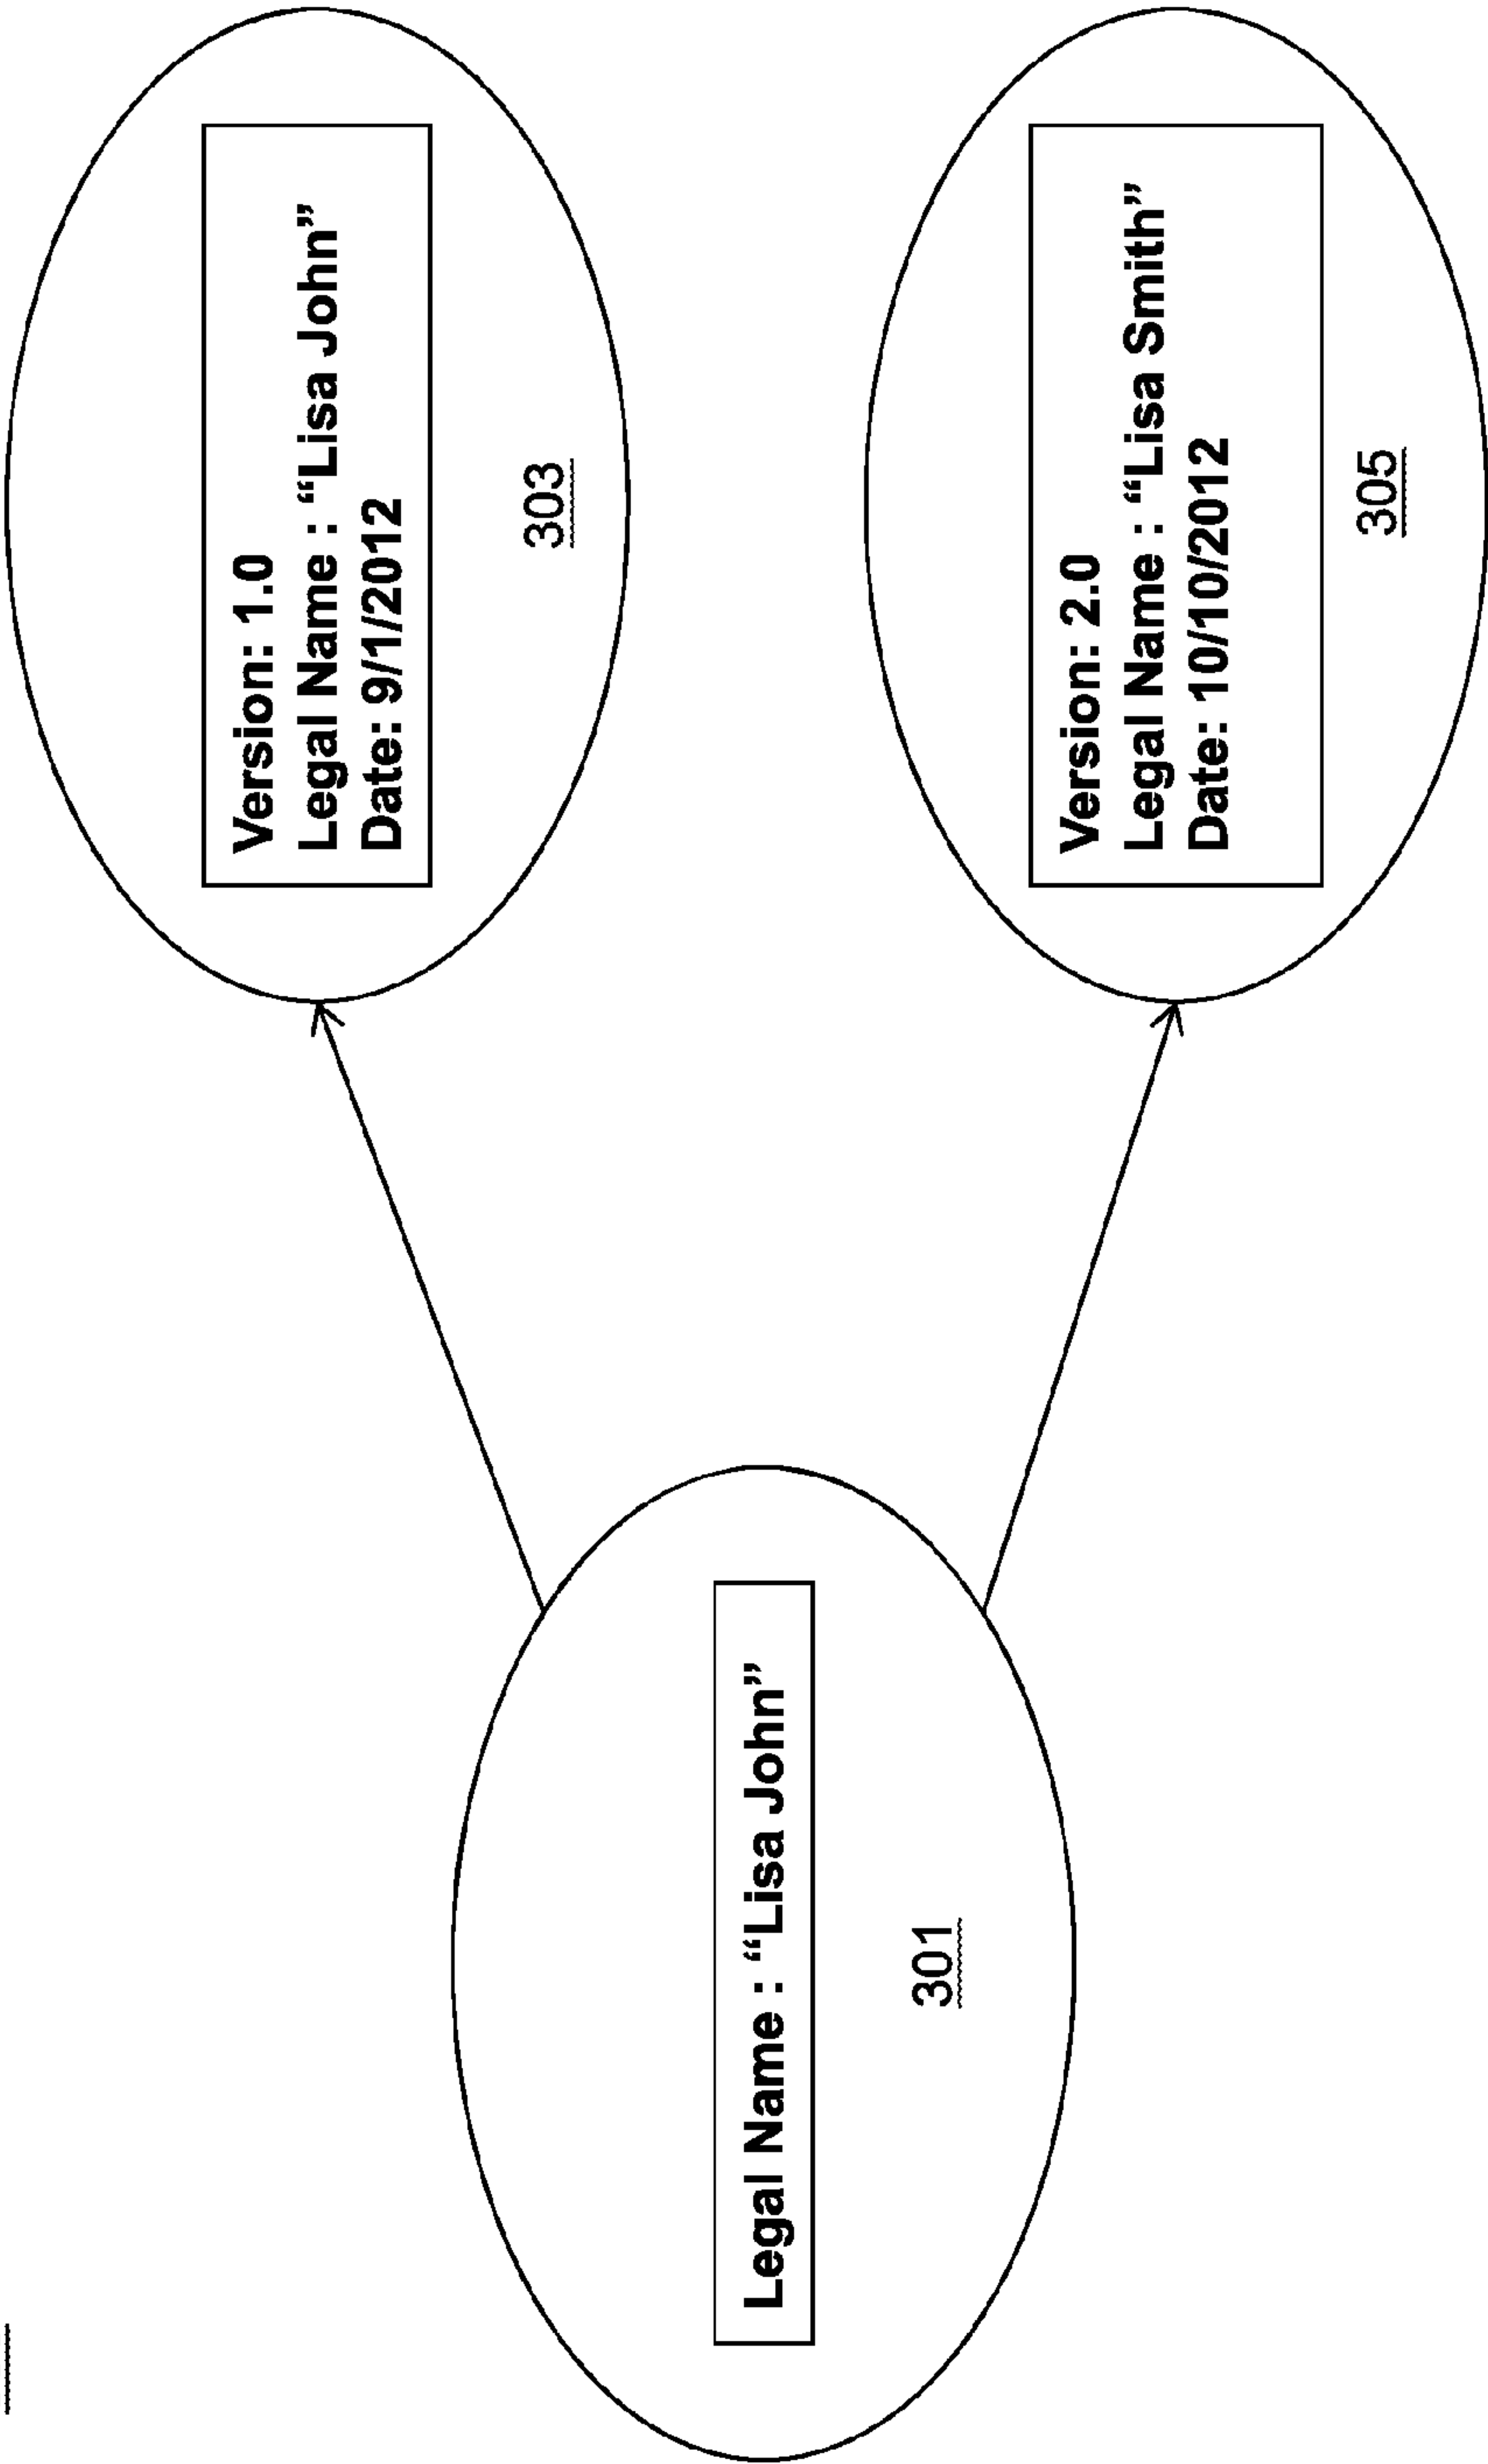 Legal Name : “Lisa John”
301
Version: 1.0
Legal Name : “Lisa John”
Date: 9/1/2012
303
Version: 2.0
Legal Name : “Lisa Smith”
Date: 10/10/2012
305